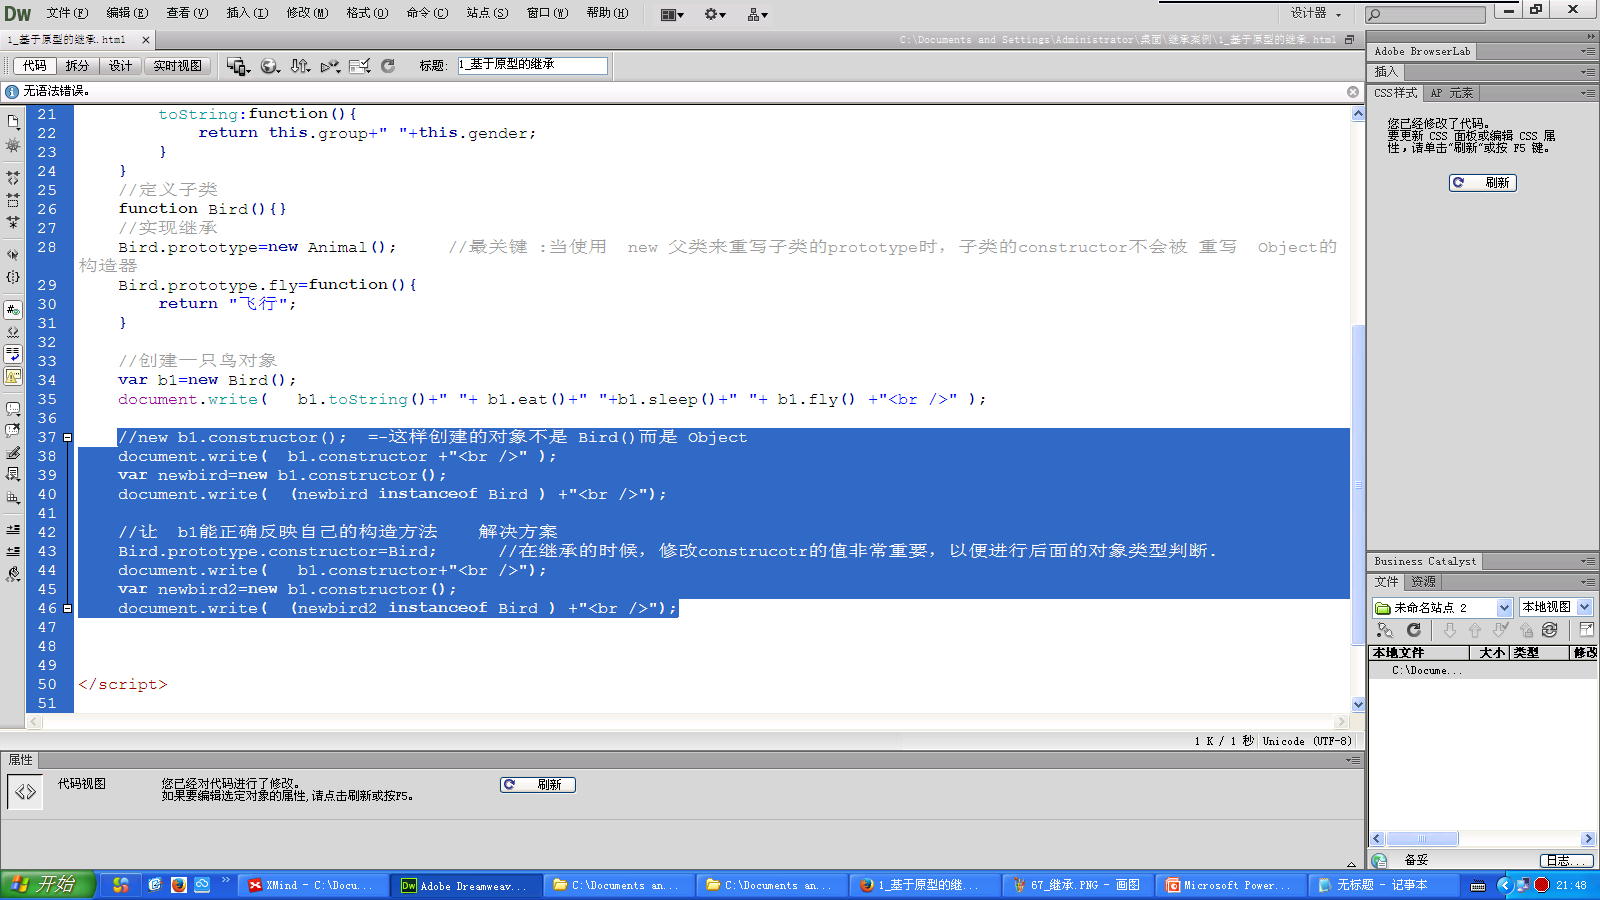 Dw 文件(F) 编辑(E) 查看(V) 插入(I) 修改(M) 格式(O) 命令(C) 站点(S) 窗口(W) 帮助(H) 设计器
1_基于原型的继承.html
C:\Documents and Settings\Administrator\桌面\继承案例\1_基于原型的继承.html
代码 拆分 设计 实时视图 标题: 1_基于原型的继承
无语法错误。
21 toString:function(){
22 return this.group+" "+this.gender;
23 }
24 }
25 //定义子类
26 function Bird(){}
27 //实现继承
28 Bird.prototype=new Animal(); //最关键 :当使用 new 父类来重写子类的prototype时, 子类的constructor不会被 重写 Object的
构造器
29 Bird.prototype.fly=function(){
30 return "飞行";
31 }
32
33 //创建一只鸟对象
34 var b1=new Bird();
35 document.write( b1.toString()+" "+ b1.eat()+" "+b1.sleep()+" "+ b1.fly() +"<br />" );
36
37 //new b1.constructor(); =-这样创建的对象不是 Bird()而是 Object
38 document.write( b1.constructor +"<br />" );
39 var newbird=new b1.constructor();
40 document.write( (newbird instanceof Bird ) +"<br />");
41
42 //让 b1能正确反映自己的构造方法 解决方案
43 Bird.prototype.constructor=Bird; //在继承的时候, 修改construcotr的值非常重要, 以便进行后面的对象类型判断.
44 document.write( b1.constructor+"<br />");
45 var newbird2=new b1.constructor();
46 document.write( (newbird2 instanceof Bird ) +"<br />");
47
48
49
50 </script>
51
1 K / 1 秒 Unicode (UTF-8)
属性
代码视图
您已经对代码进行了修改。
如果要编辑选定对象的属性,请点击刷新或按F5。
刷新
Adobe BrowserLab
插入
CSS样式 AP 元素
您已经修改了代码。
要更新 CSS 面板或编辑 CSS 属
性,请单击"刷新"或按 F5 键。
刷新
Business Catalyst
文件 资源
未命名站点 2 本地视图
本地文件 大小 类型 修改
C:\Docume...
备妥 日志...
开始 XMind - C:\Docu... Adobe Dreamweav... C:\Documents an... C:\Documents an... 1_基于原型的继... 67_继承.PNG - 画图 Microsoft Power... 无标题 - 记事本 21:48